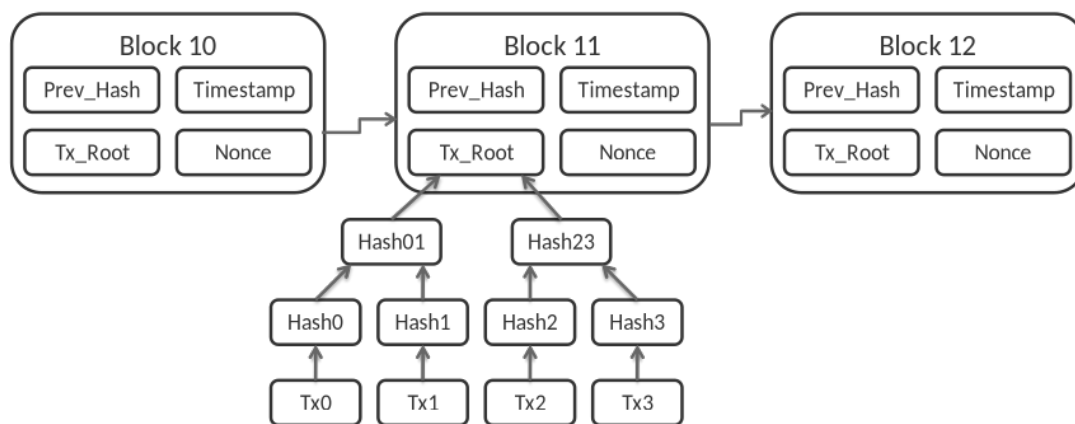 Block 10
Block 11
Block 12
Prev_Hash Timestamp
Prev_Hash Timestamp
Prev_Hash Timestamp
Tx_Root Nonce
Tx_Root Nonce
Tx_Root Nonce
Hash01 Hash23
Hash0 Hash1 Hash2 Hash3
Tx0 Tx1 Tx2 Tx3